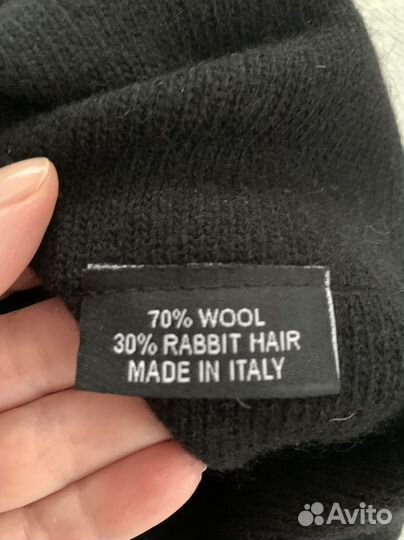 70% WOOL
30% RABBIT HAIR
MADE IN ITALY
Avito